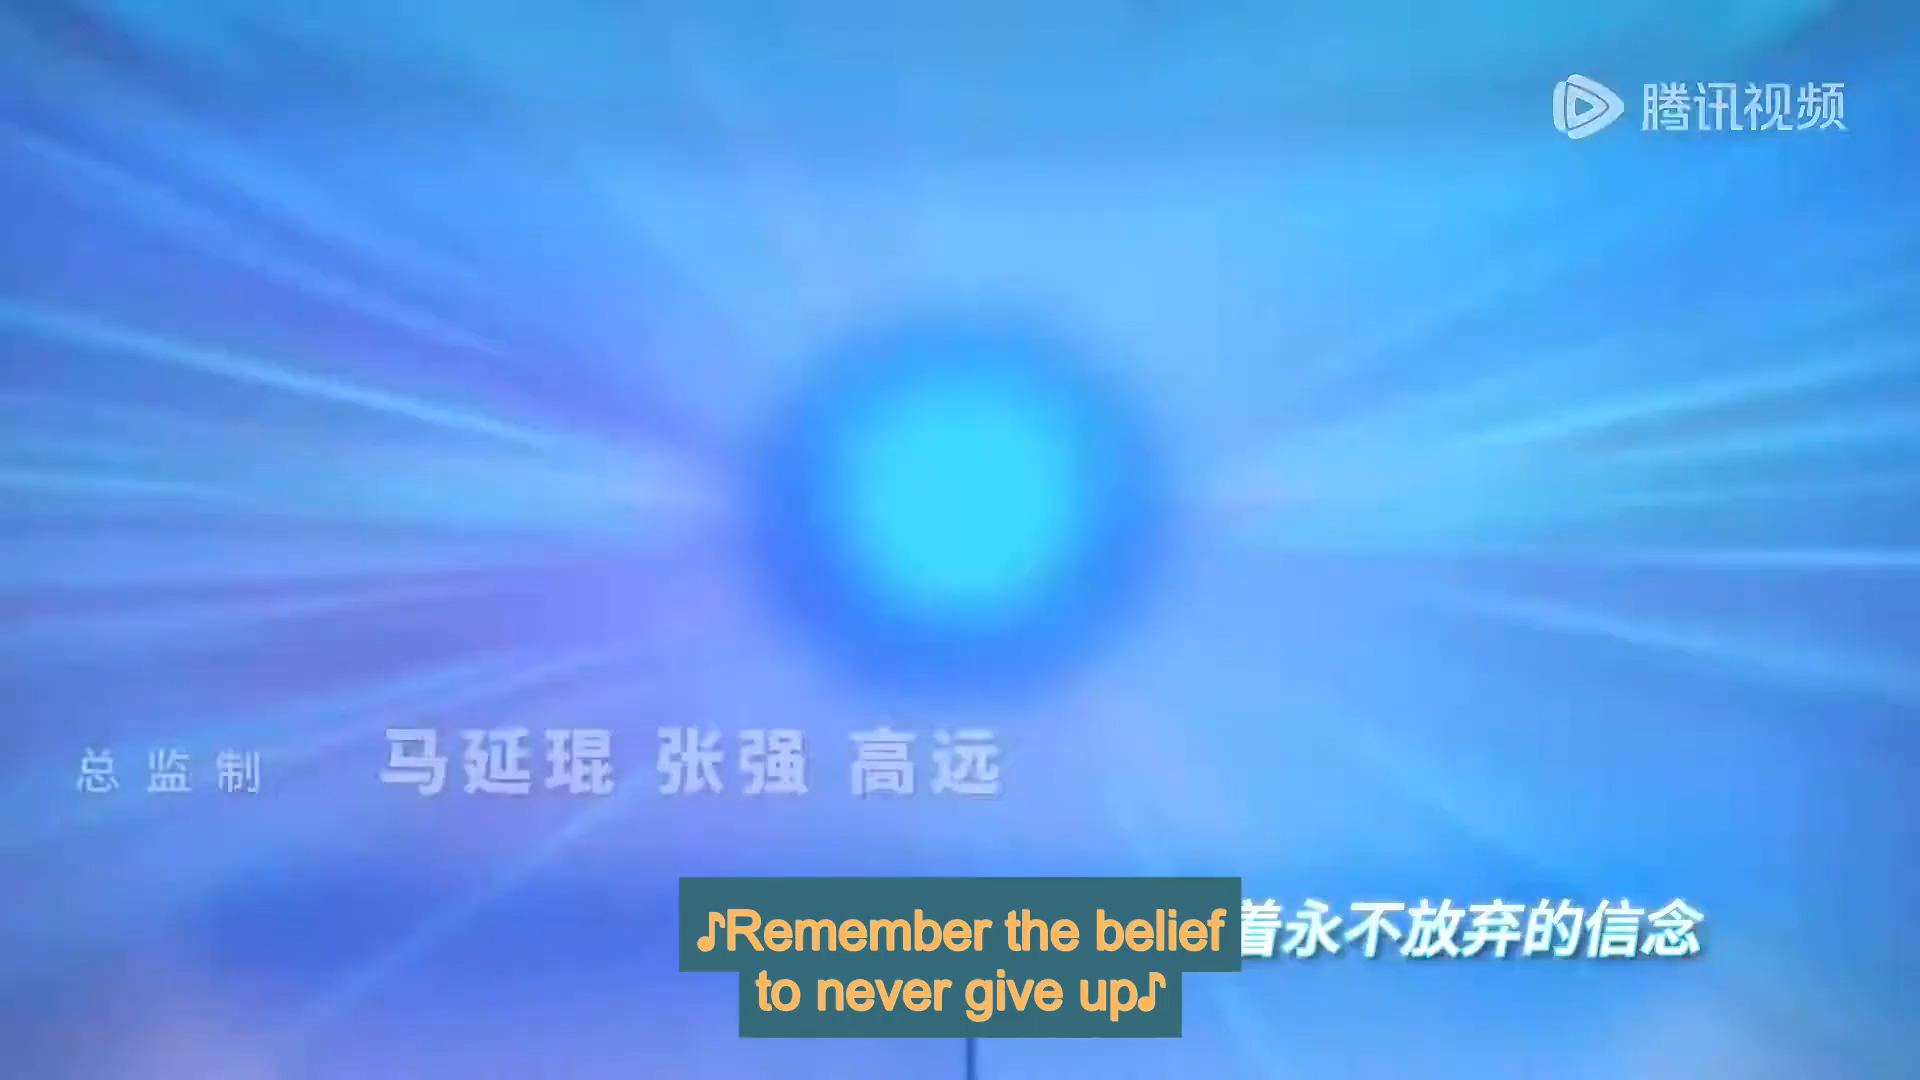 腾讯视频
总监制 马延琨 张强 高远
着永不放弃的信念
♪Remember the belief
to never give up♪